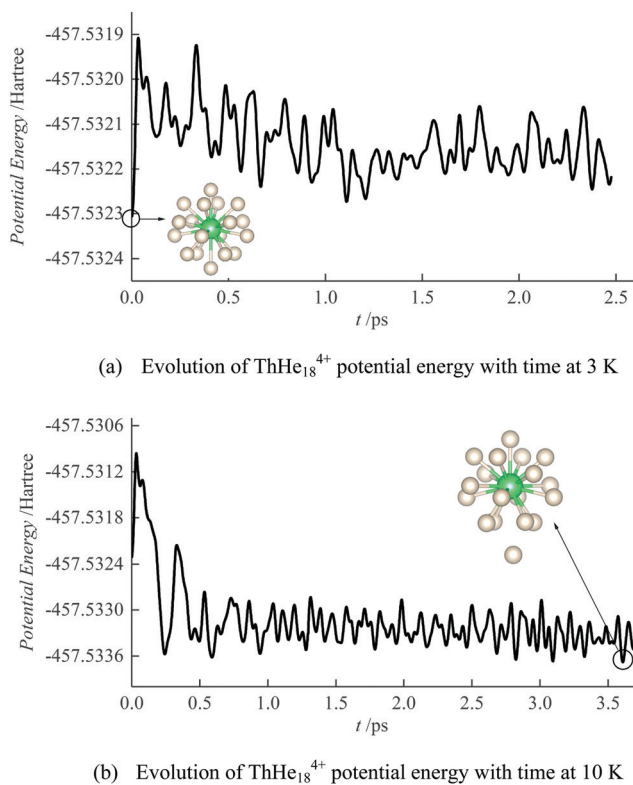 -457.5319
-457.5320
-457.5321
-457.5322
-457.5323
-457.5324
Potential Energy /Hartree
0.0 0.5 1.0 1.5 2.0 2.5
t /ps
(a) Evolution of ThHe₁₈⁴⁺ potential energy with time at 3 K
-457.5306
-457.5312
-457.5318
-457.5324
-457.5330
-457.5336
Potential Energy /Hartree
0.0 0.5 1.0 1.5 2.0 2.5 3.0 3.5
t /ps
(b) Evolution of ThHe₁₈⁴⁺ potential energy with time at 10 K